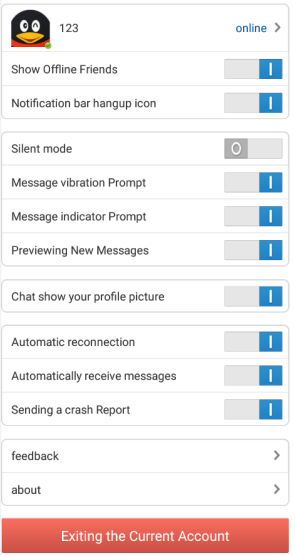 123
online
Show Offline Friends
Notification bar hangup icon
Silent mode
Message vibration Prompt
Message indicator Prompt
Previewing New Messages
Chat show your profile picture
Automatic reconnection
Automatically receive messages
Sending a crash Report
feedback
about
Exiting the Current Account